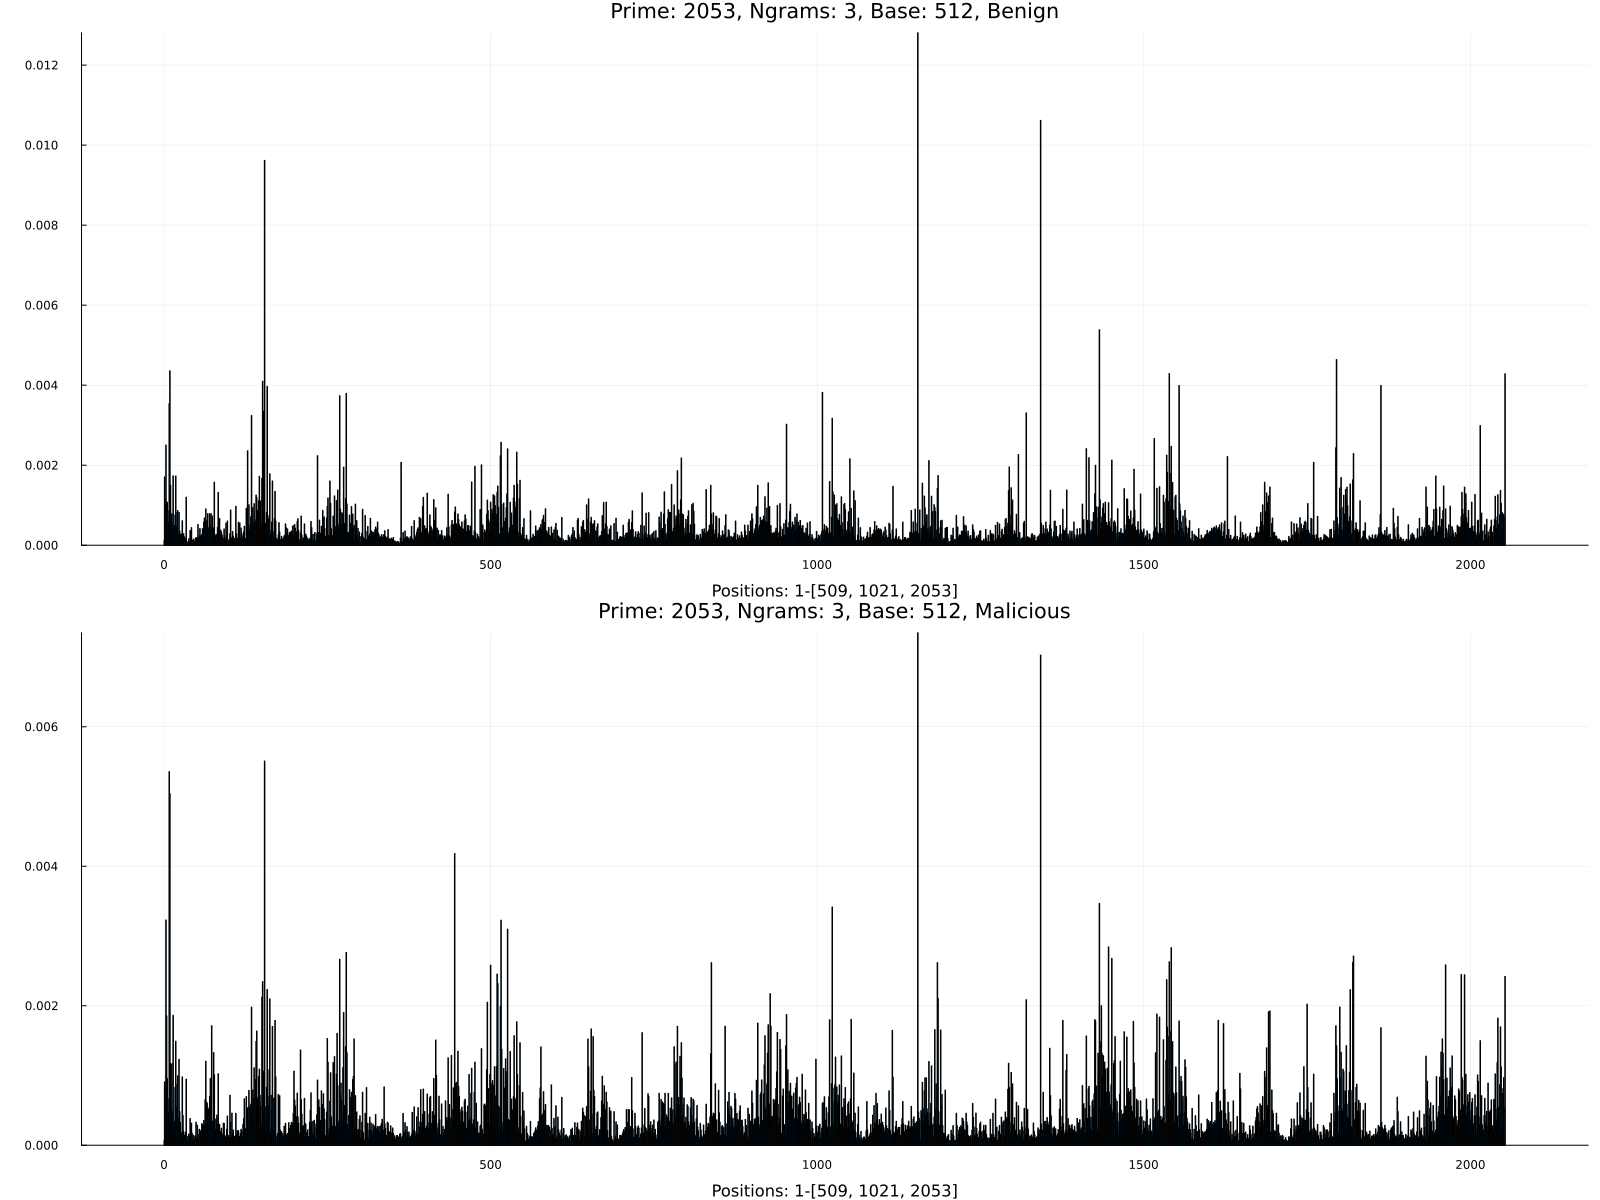 Prime: 2053, Ngrams: 3, Base: 512, Benign
0.012
0.010
0.008
0.006
0.004
0.002
0.000
0 500 1000 1500 2000
Positions: 1-[509, 1021, 2053]
Prime: 2053, Ngrams: 3, Base: 512, Malicious
0.006
0.004
0.002
0.000
0 500 1000 1500 2000
Positions: 1-[509, 1021, 2053]